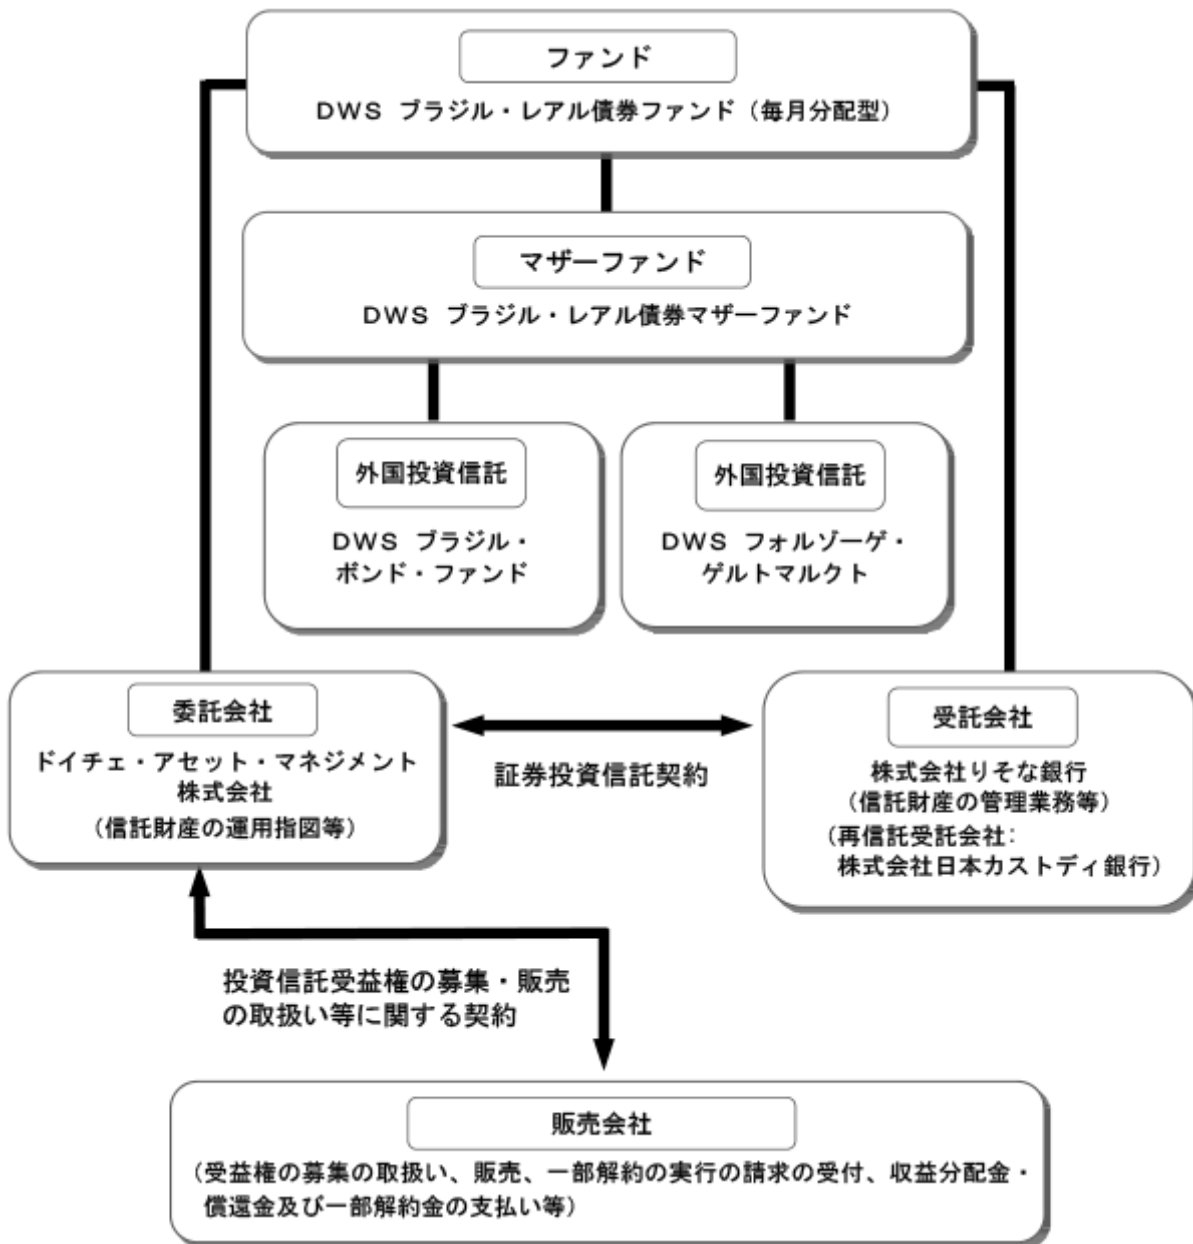 ファンド
DWS ブラジル・レアル債券ファンド（毎月分配型）
マザーファンド
DWS ブラジル・レアル債券マザーファンド
外国投資信託
DWS ブラジル・
ボンド・ファンド
外国投資信託
DWS フォルゾーゲ・
ゲルトマルクト
委託会社
ドイチェ・アセット・マネジメント
株式会社
（信託財産の運用指図等）
証券投資信託契約
受託会社
株式会社りそな銀行
（信託財産の管理業務等）
（再信託受託会社：
株式会社日本カストディ銀行）
投資信託受益権の募集・販売
の取扱い等に関する契約
販売会社
（受益権の募集の取扱い、販売、一部解約の実行の請求の受付、収益分配金・
償還金及び一部解約金の支払い等）